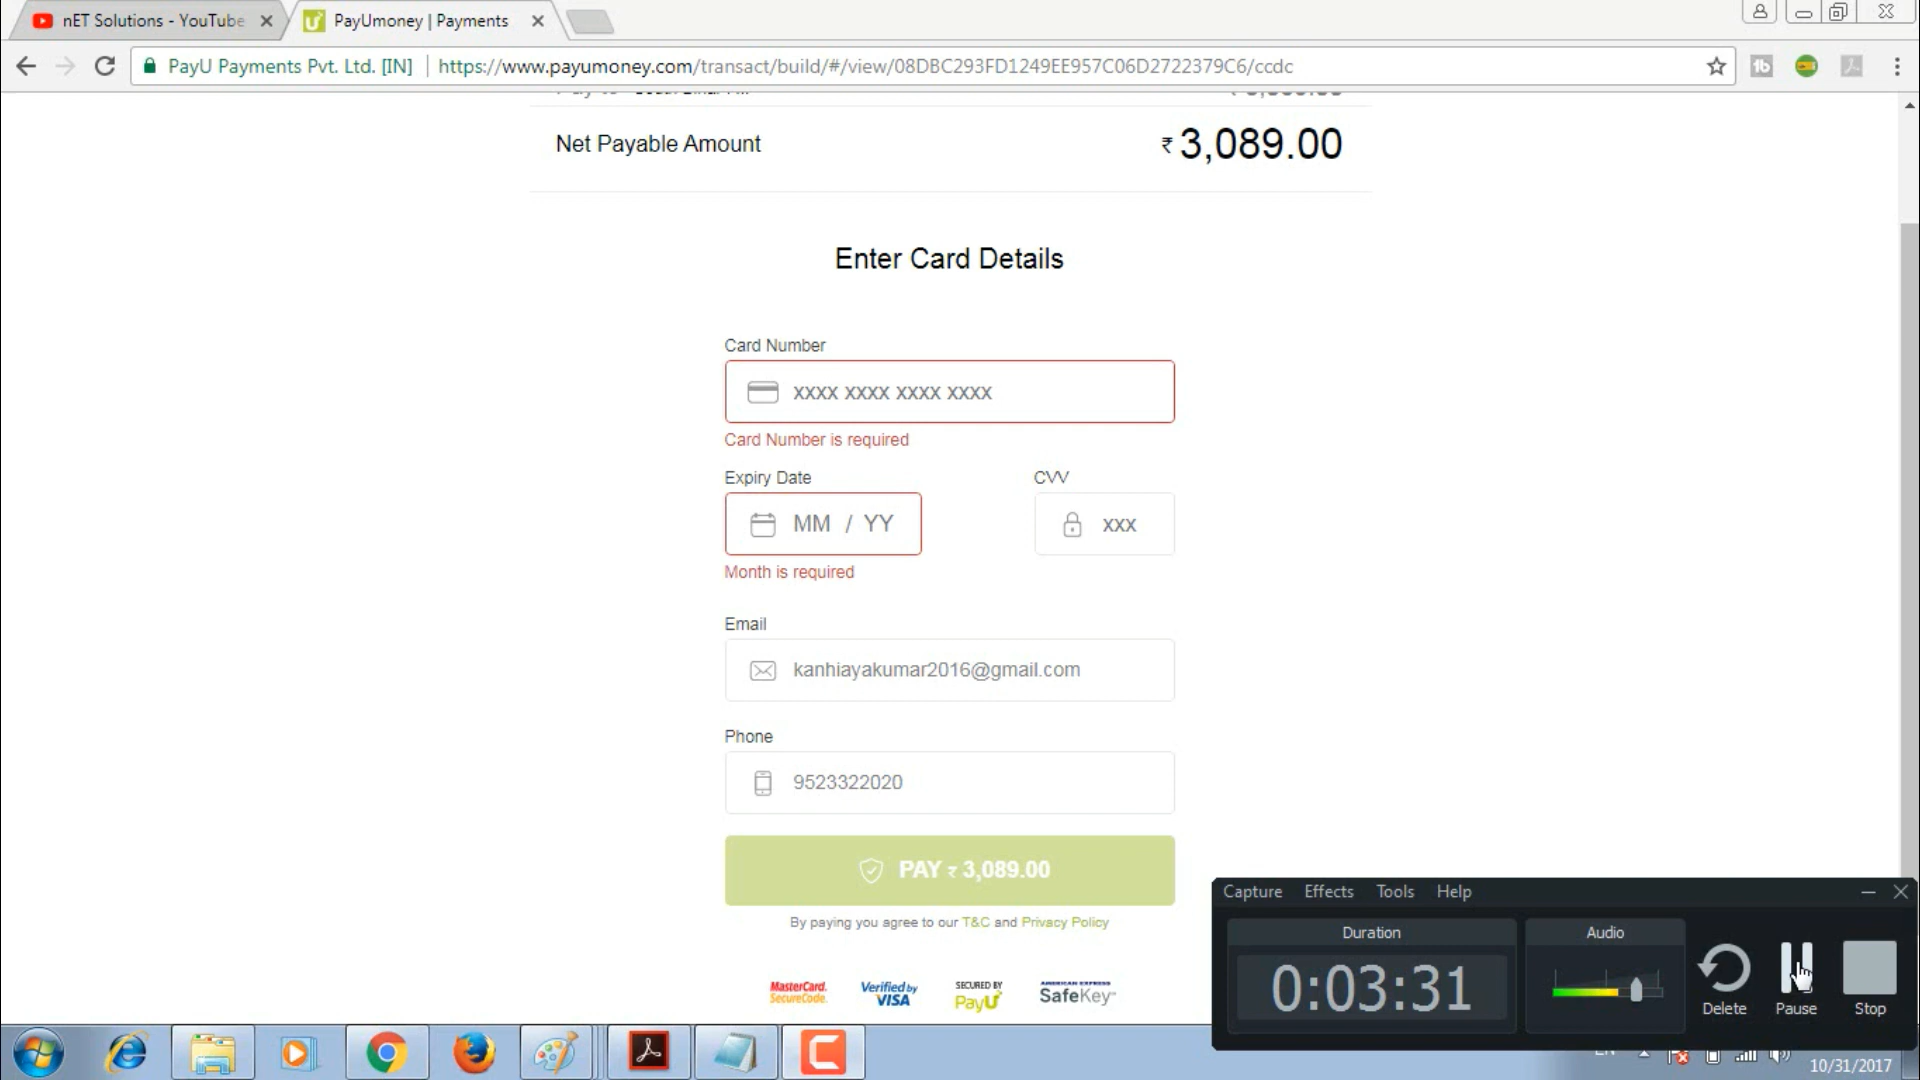 nET Solutions - YouTube
PayUmoney | Payments
PayU Payments Pvt. Ltd. [IN]
https://www.payumoney.com/transact/build/#/view/08DBC293FD1249EE957C06D2722379C6/ccdc
Net Payable Amount ₹ 3,089.00
Enter Card Details
Card Number
XXXX XXXX XXXX XXXX
Card Number is required
Expiry Date CVV
MM / YY XXX
Month is required
Email
kanhiayakumar2016@gmail.com
Phone
9523322020
PAY ₹ 3,089.00
By paying you agree to our T&C and Privacy Policy
MasterCard. SecureCode.
Verified by VISA
SECURED BY PayU
AMERICAN EXPRESS SafeKey
Capture Effects Tools Help
Duration Audio
0:03:31
Delete Pause Stop
10/31/2017